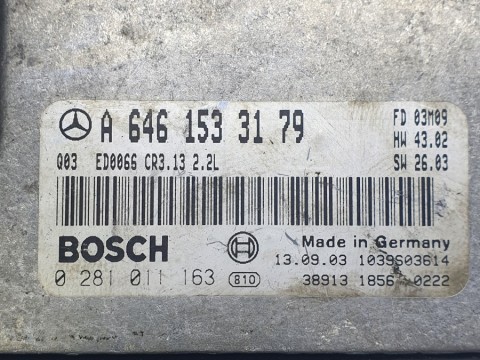 A 646 153 31 79
FD 03M09
HW 43.02
Q03 ED0066 CR3.13 2.2L
SW 26.03
BOSCH
Made in Germany
13.09.03 1039S03614
0 281 011 163 810
38913 1856 0222